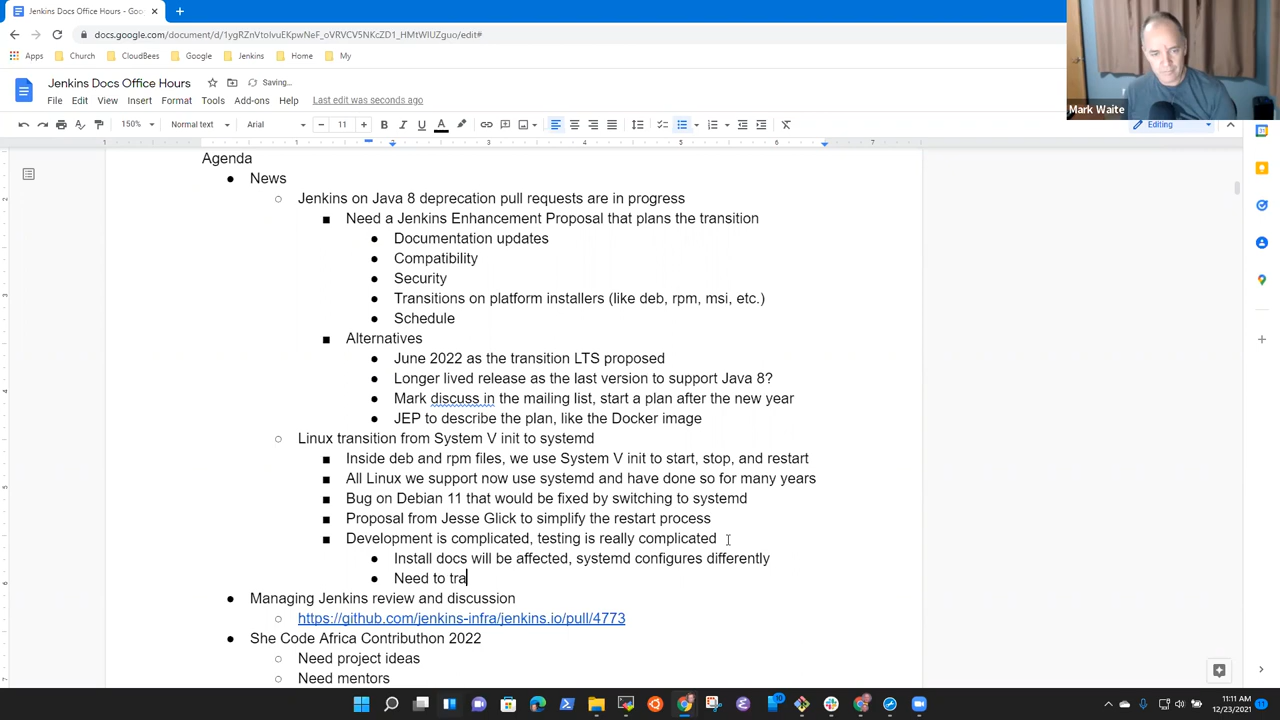 Jenkins Docs Office Hours - Goo
docs.google.com/document/d/1ygRZnVtoIvuEKpwNeF_oVRVCV5NKcZD1_HMtWIUZguo/edit#
Apps Church CloudBees Google Jenkins Home My
Jenkins Docs Office Hours Saving...
File Edit View Insert Format Tools Add-ons Help Last edit was seconds ago
150% Normal text Arial 11 Editing
Mark Waite
Agenda
News
Jenkins on Java 8 deprecation pull requests are in progress
Need a Jenkins Enhancement Proposal that plans the transition
Documentation updates
Compatibility
Security
Transitions on platform installers (like deb, rpm, msi, etc.)
Schedule
Alternatives
June 2022 as the transition LTS proposed
Longer lived release as the last version to support Java 8?
Mark discuss in the mailing list, start a plan after the new year
JEP to describe the plan, like the Docker image
Linux transition from System V init to systemd
Inside deb and rpm files, we use System V init to start, stop, and restart
All Linux we support now use systemd and have done so for many years
Bug on Debian 11 that would be fixed by switching to systemd
Proposal from Jesse Glick to simplify the restart process
Development is complicated, testing is really complicated
Install docs will be affected, systemd configures differently
Need to tra
Managing Jenkins review and discussion
https://github.com/jenkins-infra/jenkins.io/pull/4773
She Code Africa Contributhon 2022
Need project ideas
Need mentors
11:11 AM
12/23/2021